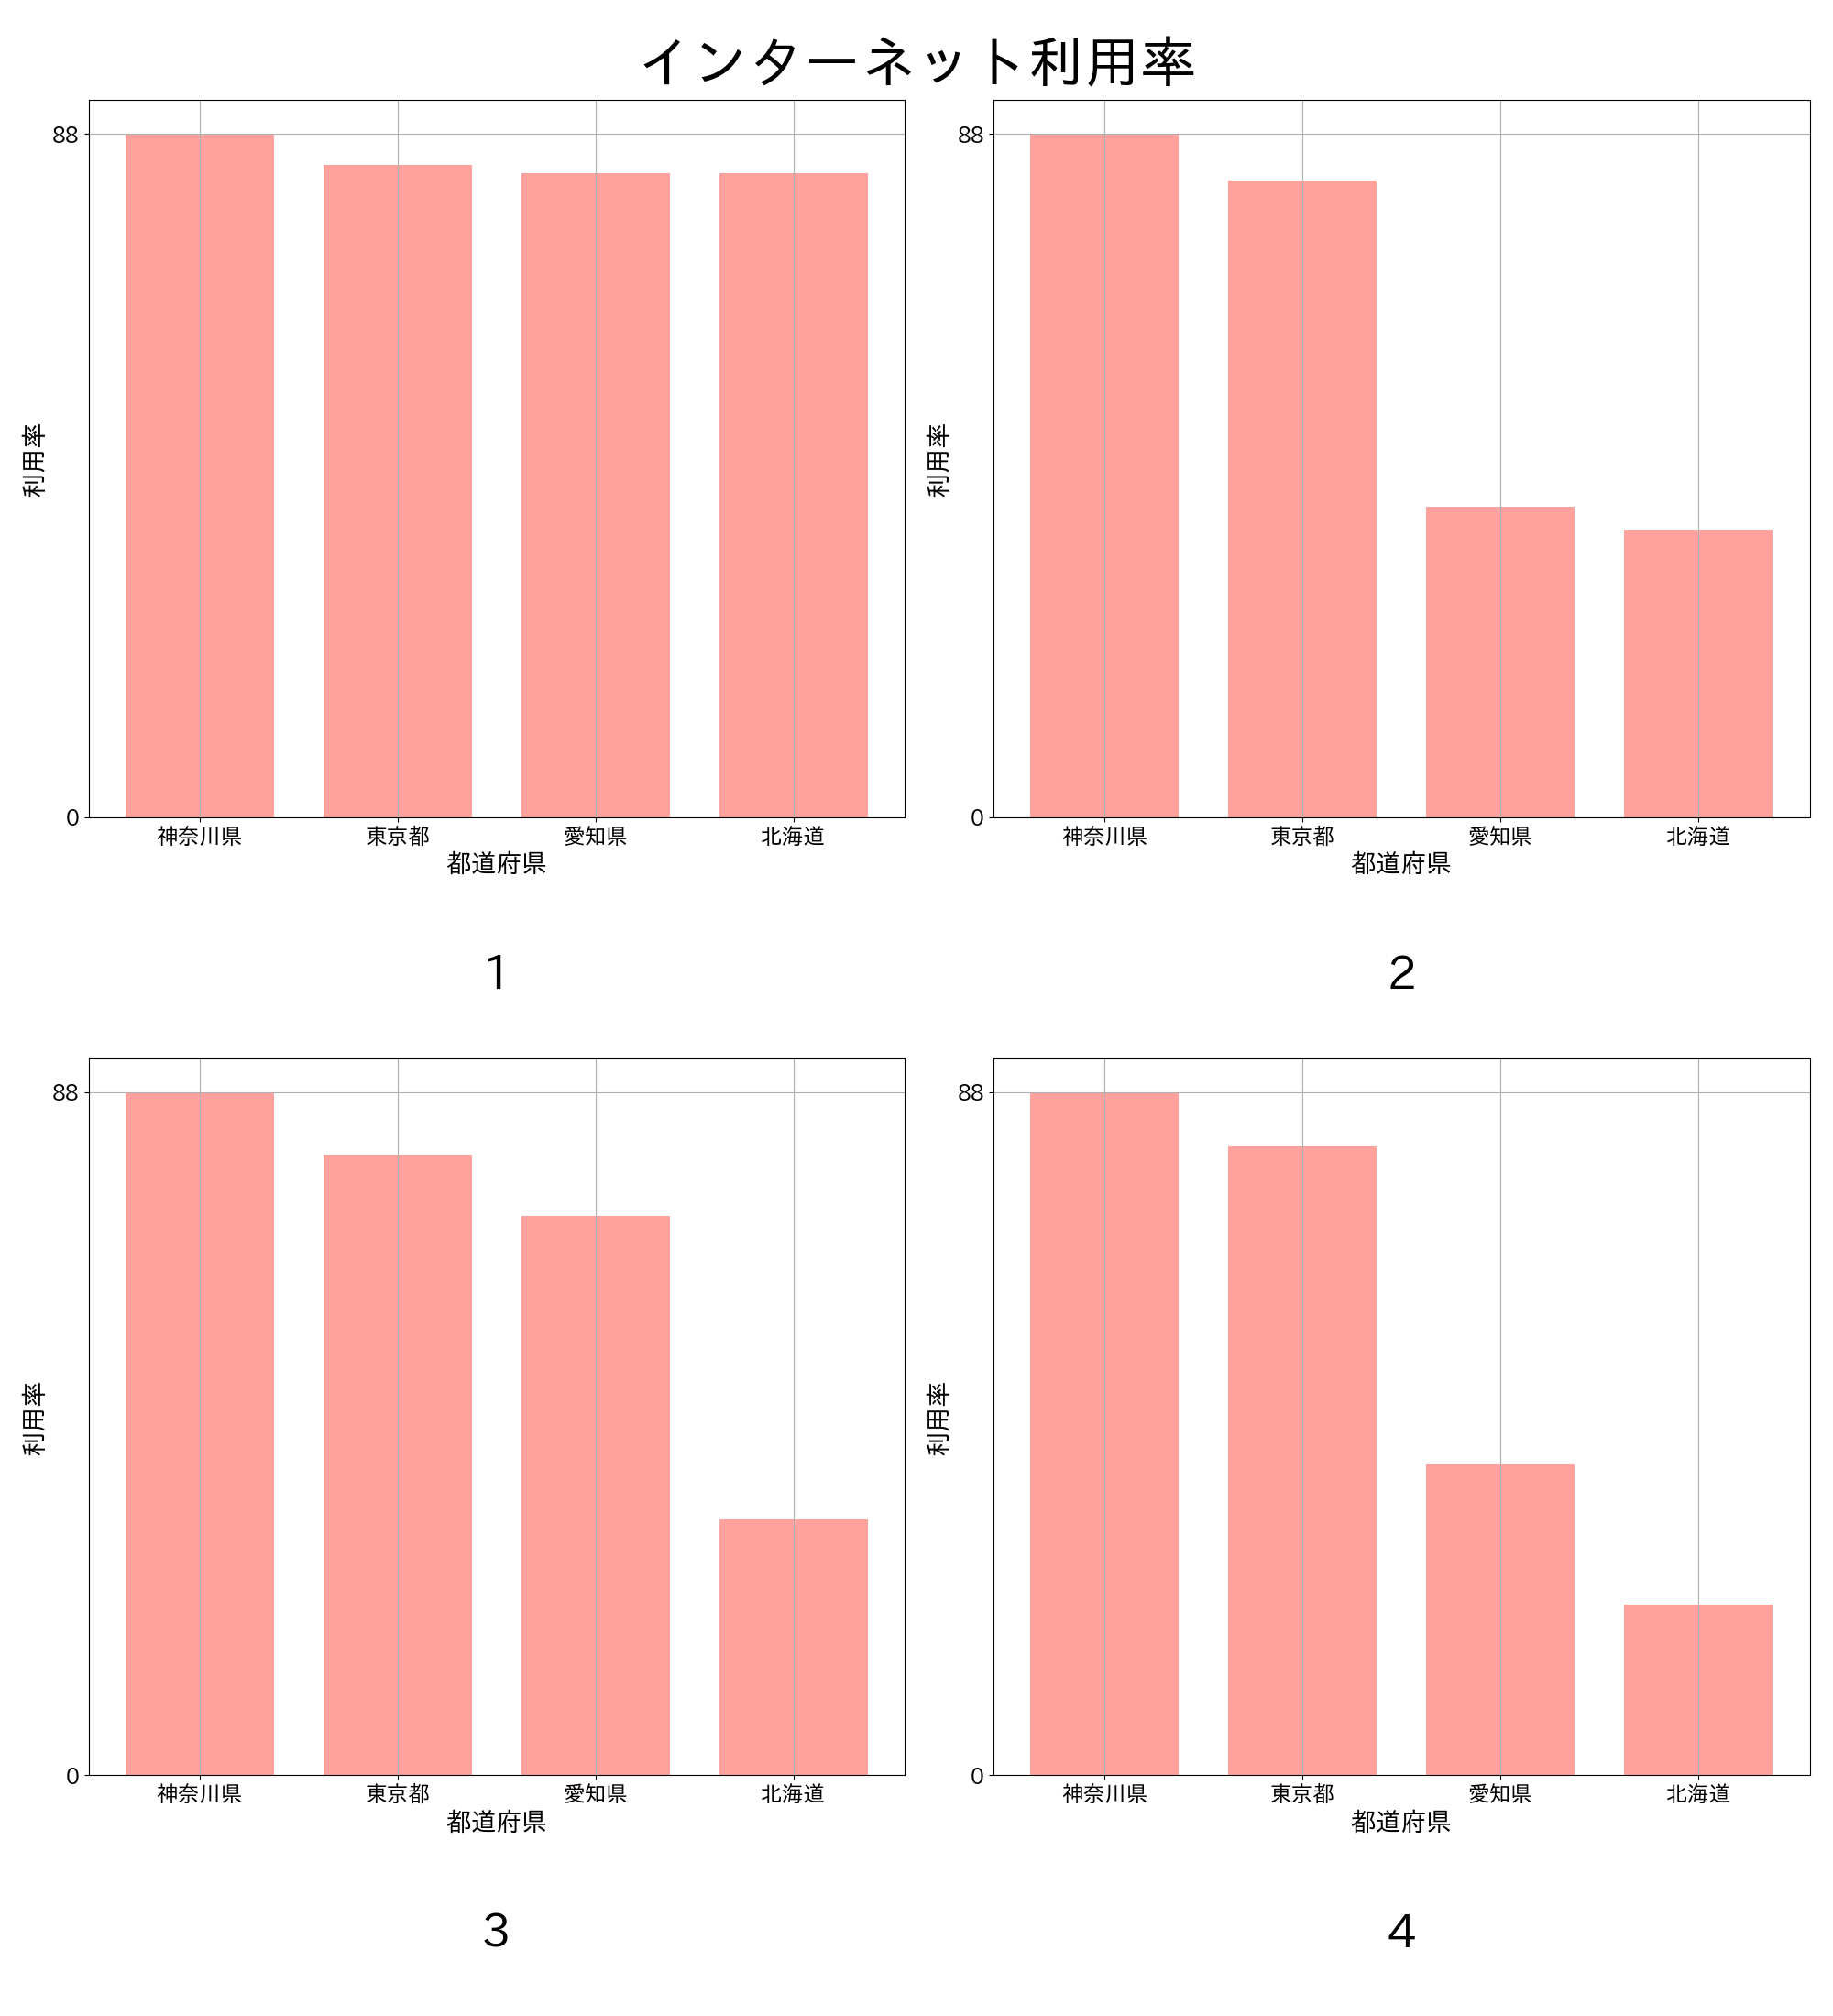 インターネット利用率
88
0
利用率
神奈川県 東京都 愛知県 北海道
都道府県
1
88
0
利用率
神奈川県 東京都 愛知県 北海道
都道府県
2
88
0
利用率
神奈川県 東京都 愛知県 北海道
都道府県
3
88
0
利用率
神奈川県 東京都 愛知県 北海道
都道府県
4